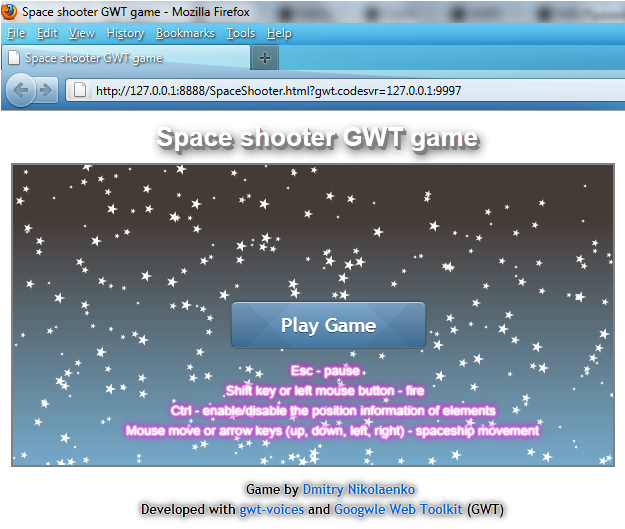 Space shooter GWT game - Mozilla Firefox
File Edit View History Bookmarks Tools Help
Space shooter GWT game
http://127.0.0.1:8888/SpaceShooter.html?gwt.codesvr=127.0.0.1:9997
Space shooter GWT game
Play Game
Esc - pause
Shift key or left mouse button - fire
Ctrl - enable/disable the position information of elements
Mouse move or arrow keys (up, down, left, right) - spaceship movement
Game by Dmitry Nikolaenko
Developed with gwt-voices and Googwle Web Toolkit (GWT)